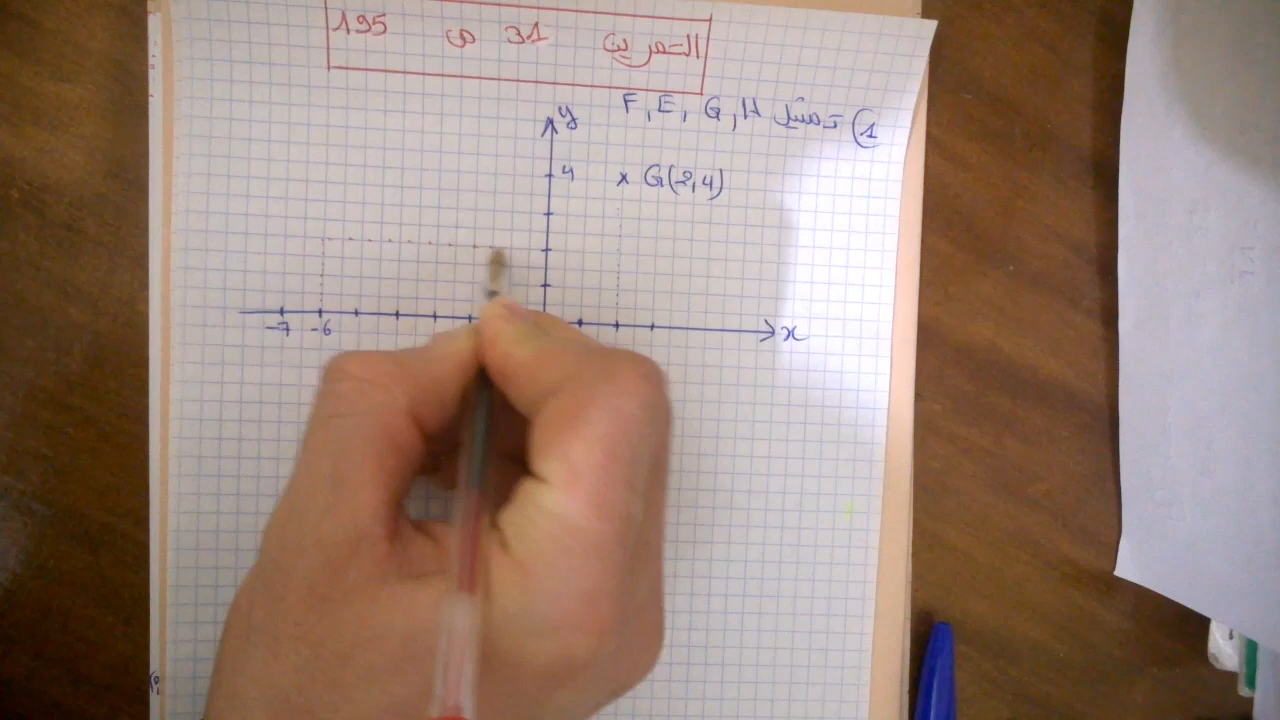 التمرين 31 ص 195
1) تمثيل F, E, G, H
y
4
G(2,4)
-7 -6
x